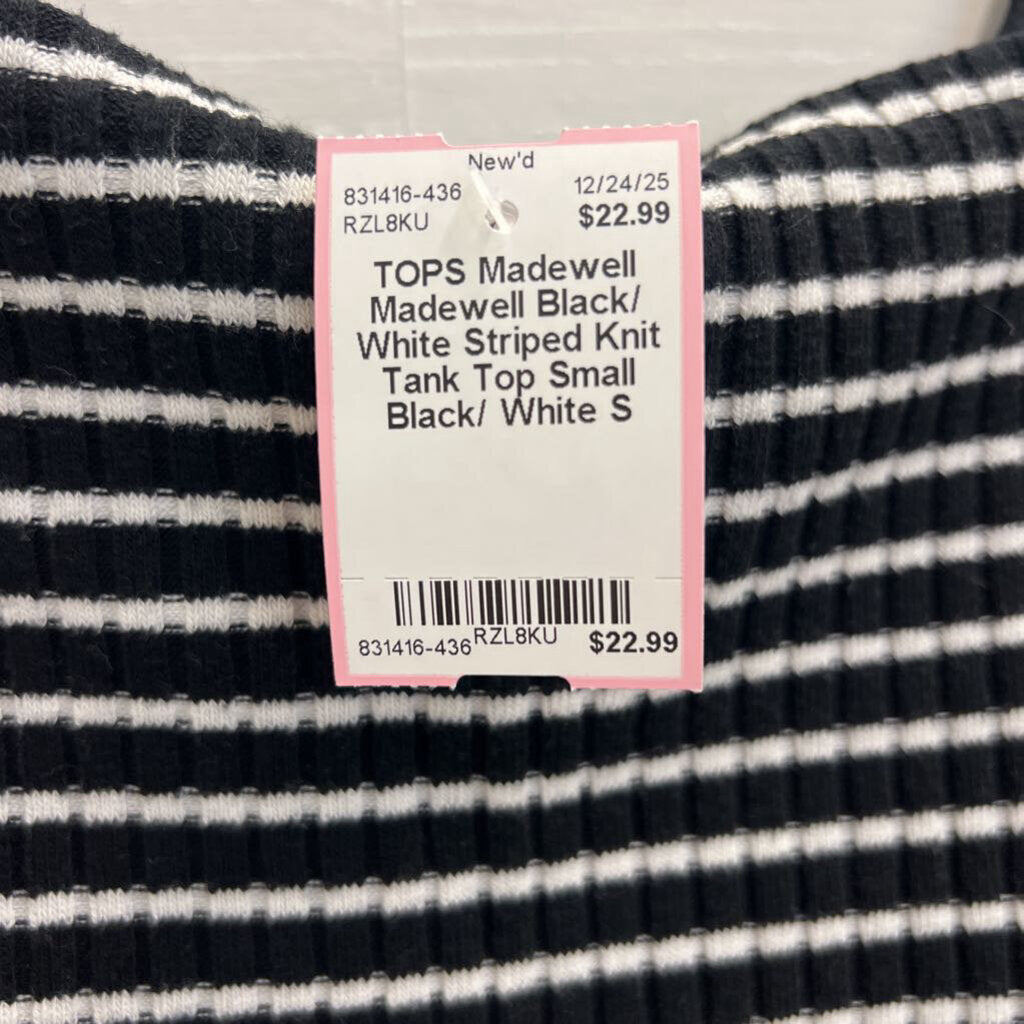 New'd
831416-436 12/24/25
RZL8KU $22.99
TOPS Madewell
Madewell Black/
White Striped Knit
Tank Top Small
Black/ White S
831416-436 RZL8KU $22.99